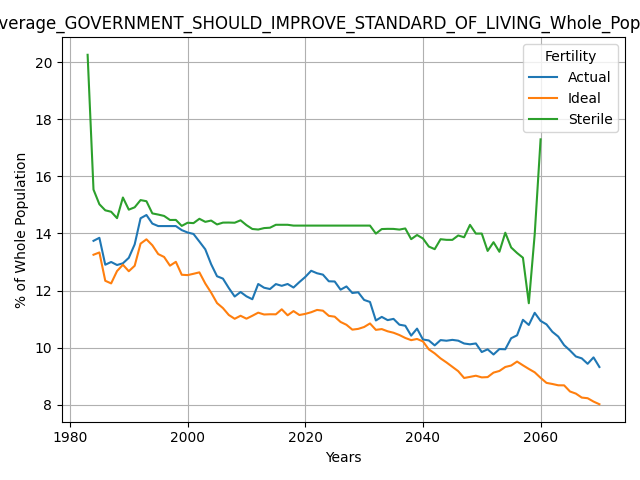 verage_GOVERNMENT_SHOULD_IMPROVE_STANDARD_OF_LIVING_Whole_Pop
Fertility
Actual
Ideal
Sterile
% of Whole Population
20
18
16
14
12
10
8
1980
2000
2020
2040
2060
Years